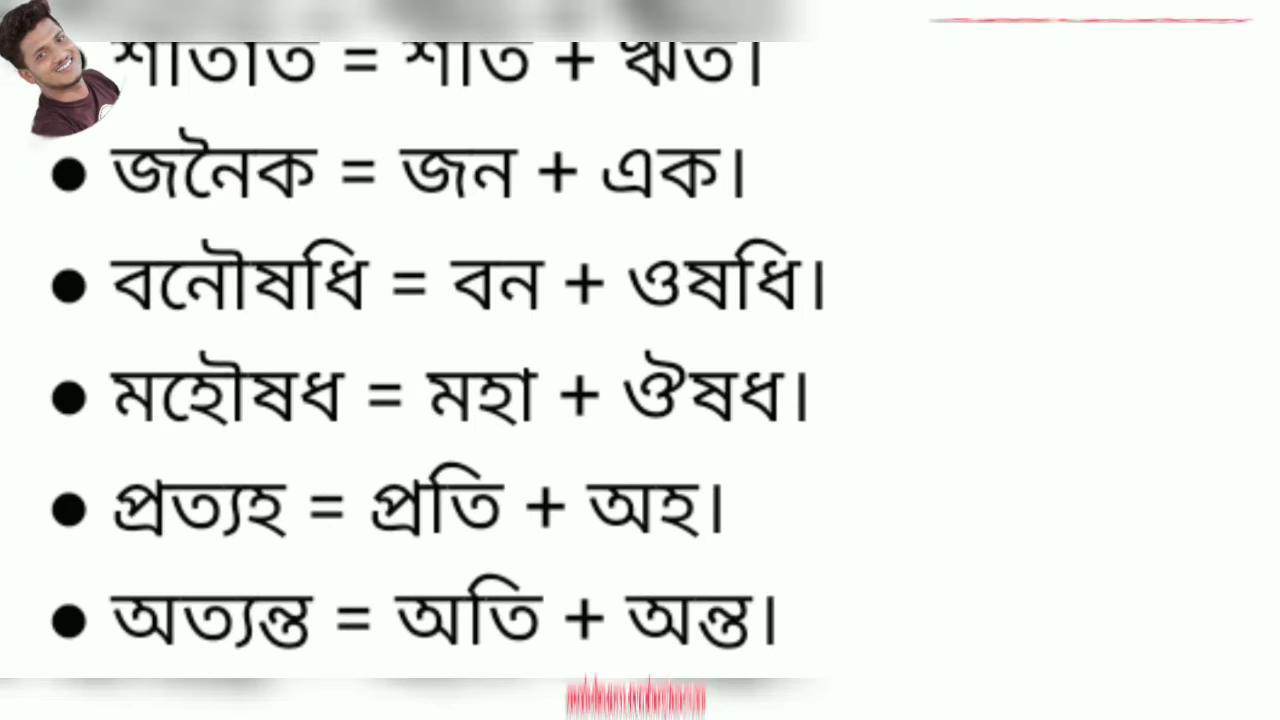 শীতার্ত = শীত + ঋত।
• জনৈক = জন + এক।
• বনৌষধি = বন + ওষধি।
• মহৌষধ = মহা + ঔষধ।
• প্রত্যহ = প্রতি + অহ।
• অত্যন্ত = অতি + অন্ত।